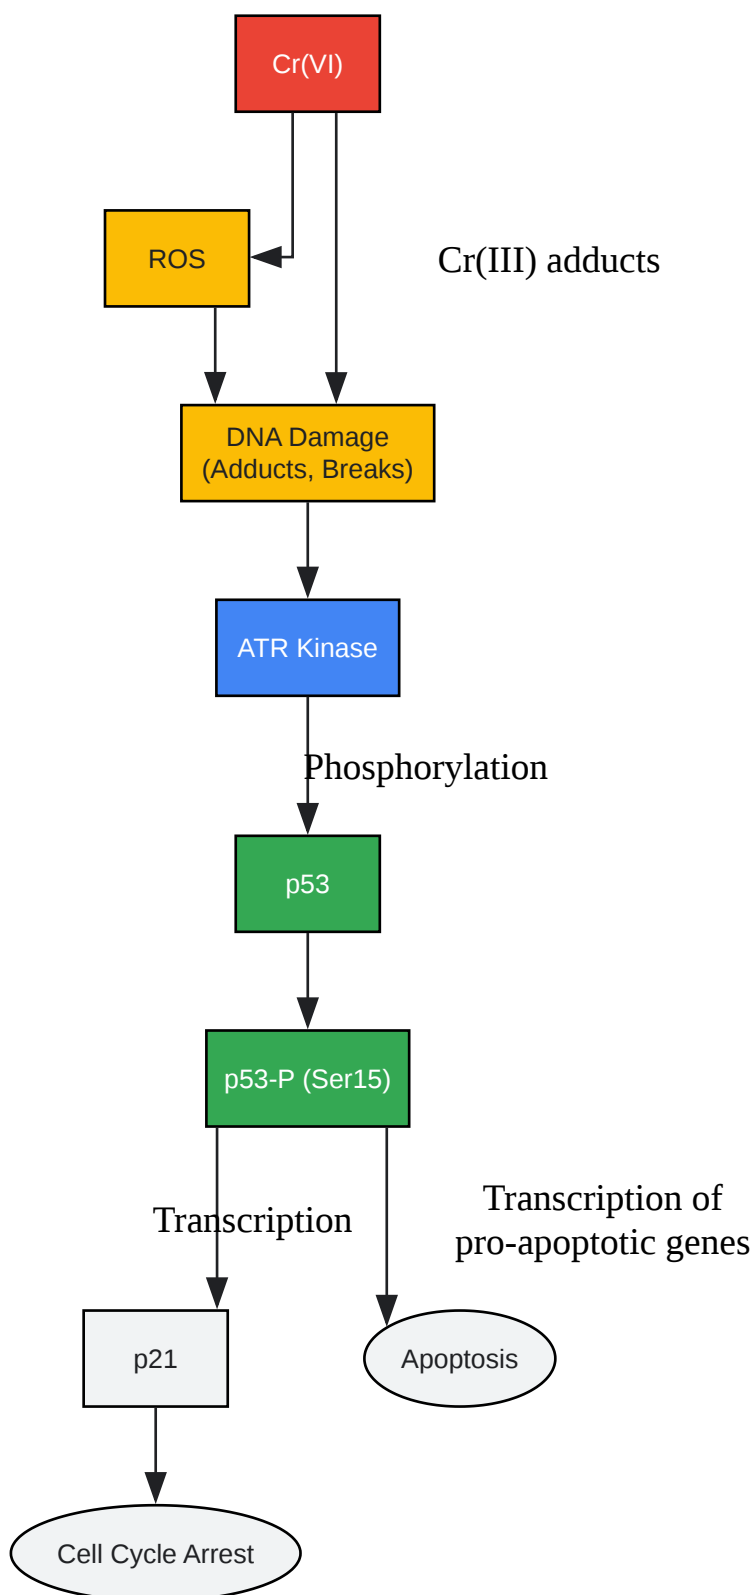 Cr(VI)
ROS
Cr(III) adducts
DNA Damage
(Adducts, Breaks)
ATR Kinase
Phosphorylation
p53
p53-P (Ser15)
Transcription
Transcription of
pro-apoptotic genes
p21
Apoptosis
Cell Cycle Arrest